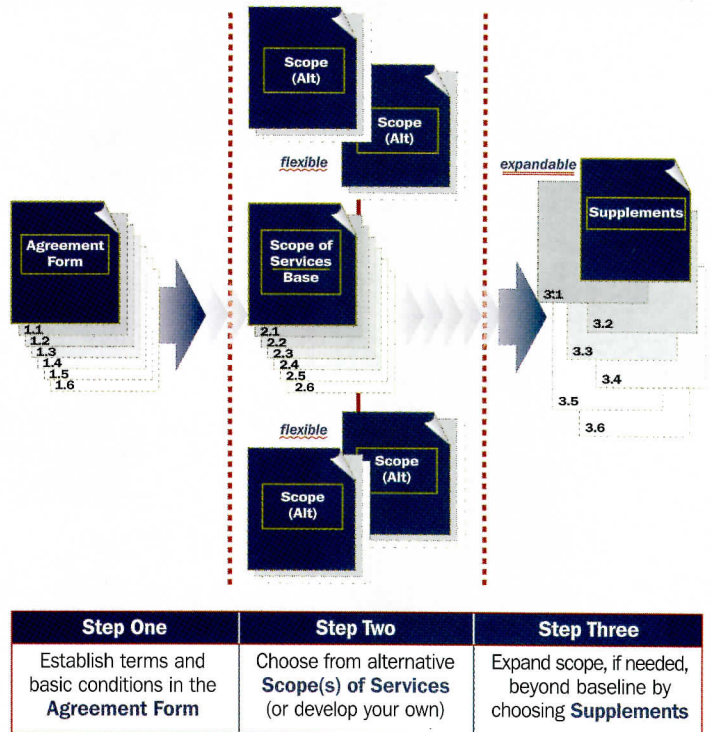 Scope
(Alt)
Scope
(Alt)
flexible
expandable
Agreement
Form
Scope of
Services
Base
Supplements
1.1
1.2
1.3
1.4
1.5
1.6
2.1
2.2
2.3
2.4
2.5
2.6
3.1
3.2
3.3
3.4
3.5
3.6
flexible
Scope
(Alt)
Scope
(Alt)
Step One
Establish terms and
basic conditions in the
Agreement Form
Step Two
Choose from alternative
Scope(s) of Services
(or develop your own)
Step Three
Expand scope, if needed,
beyond baseline by
choosing Supplements